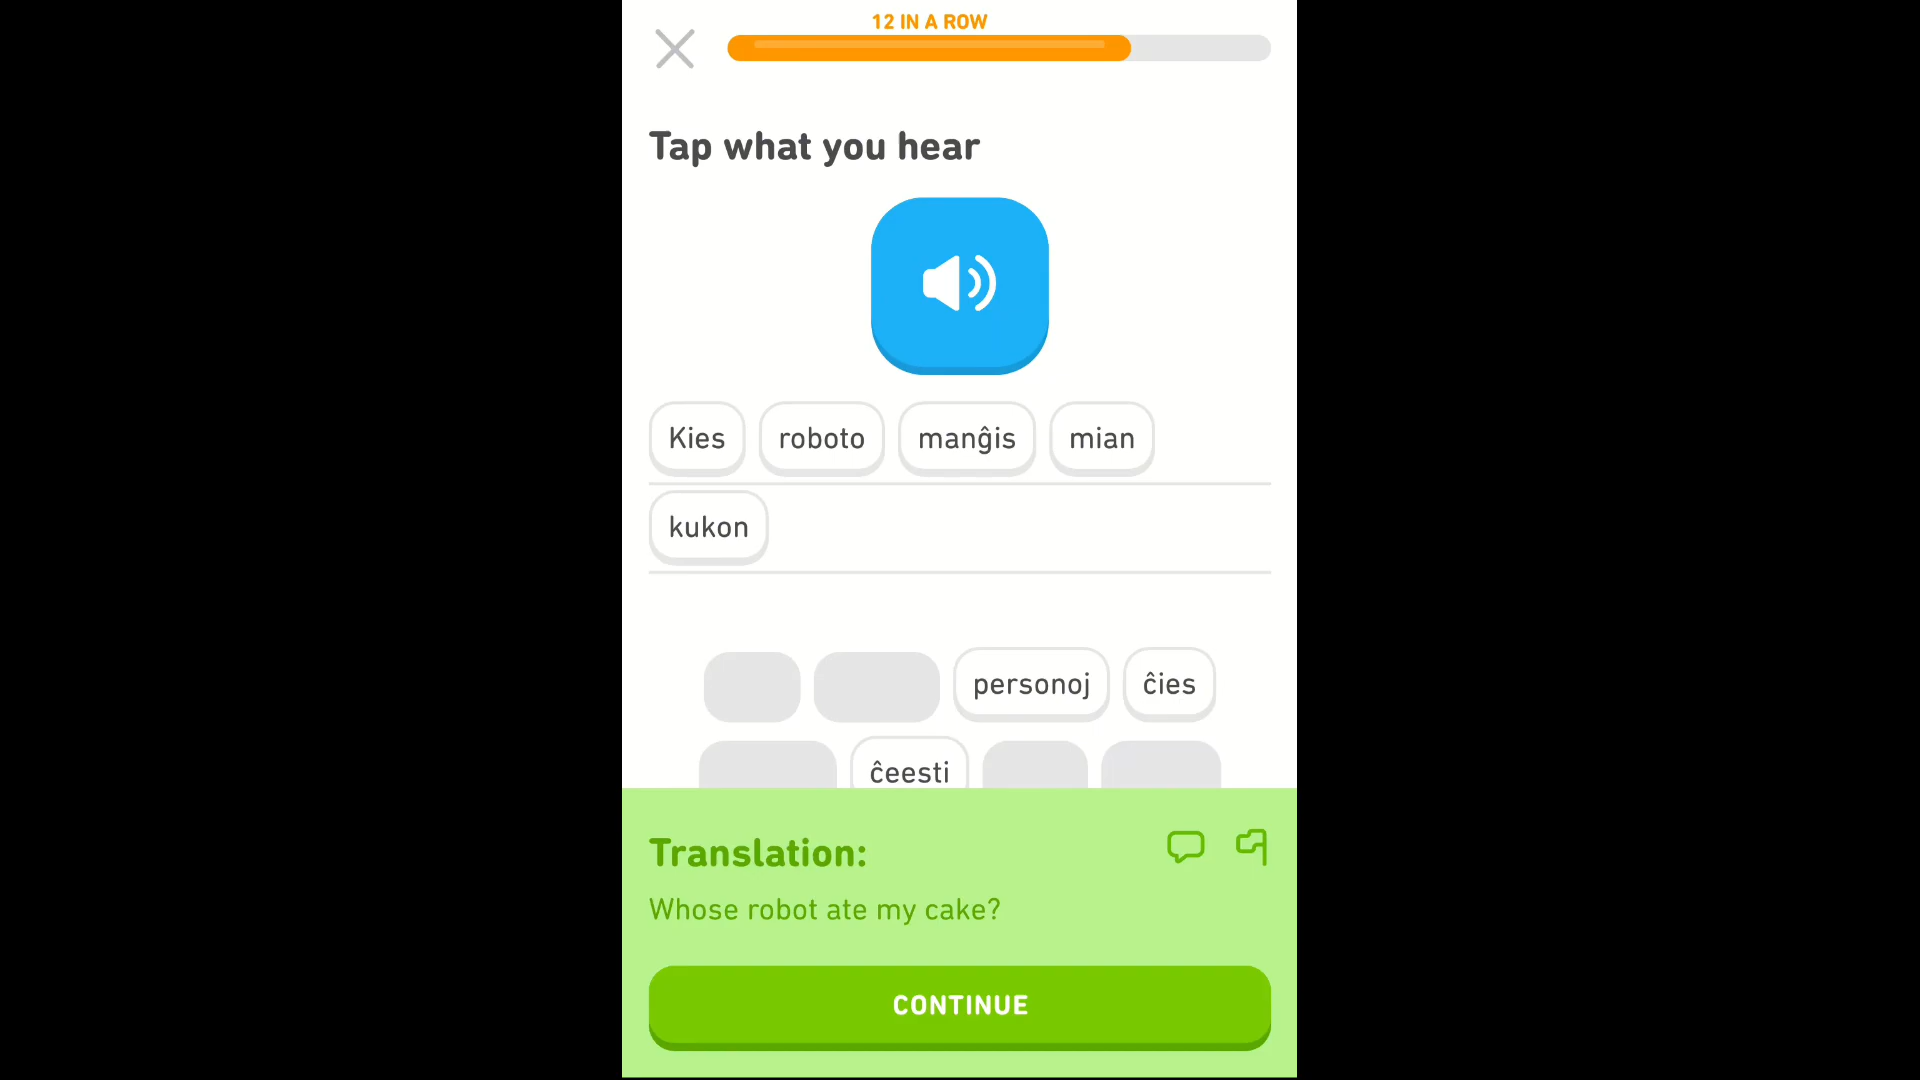 12 IN A ROW
Tap what you hear
Kies roboto manĝis mian
kukon
personoj ĉies
ĉeesti
Translation:
Whose robot ate my cake?
CONTINUE